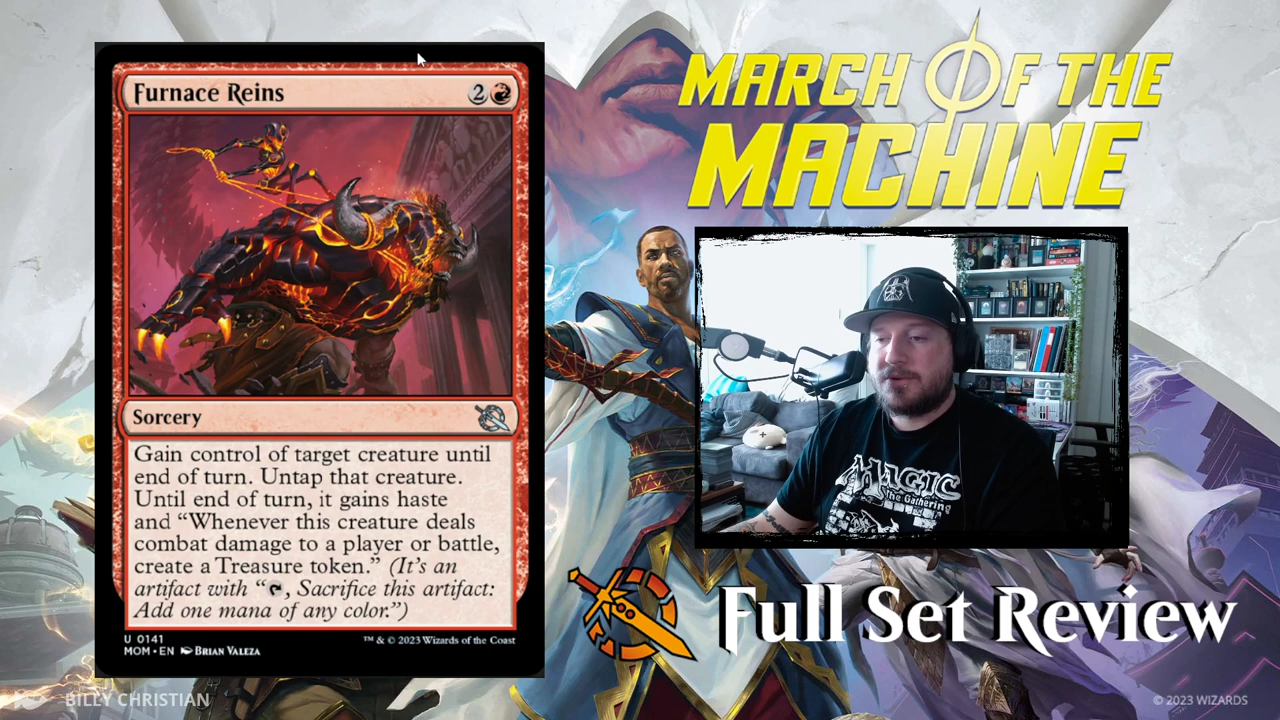 Furnace Reins
2
Sorcery
Gain control of target creature until
end of turn. Untap that creature.
Until end of turn, it gains haste
and “Whenever this creature deals
combat damage to a player or battle,
create a Treasure token.” (It’s an
artifact with “, Sacrifice this artifact:
Add one mana of any color.”)
U 0141
MOM • EN BRIAN VALEZA
™ & © 2023 Wizards of the Coast
MARCH OF THE
MACHINE
MAGIC
The Gathering
Full Set Review
BILLY CHRISTIAN
© 2023 WIZARDS